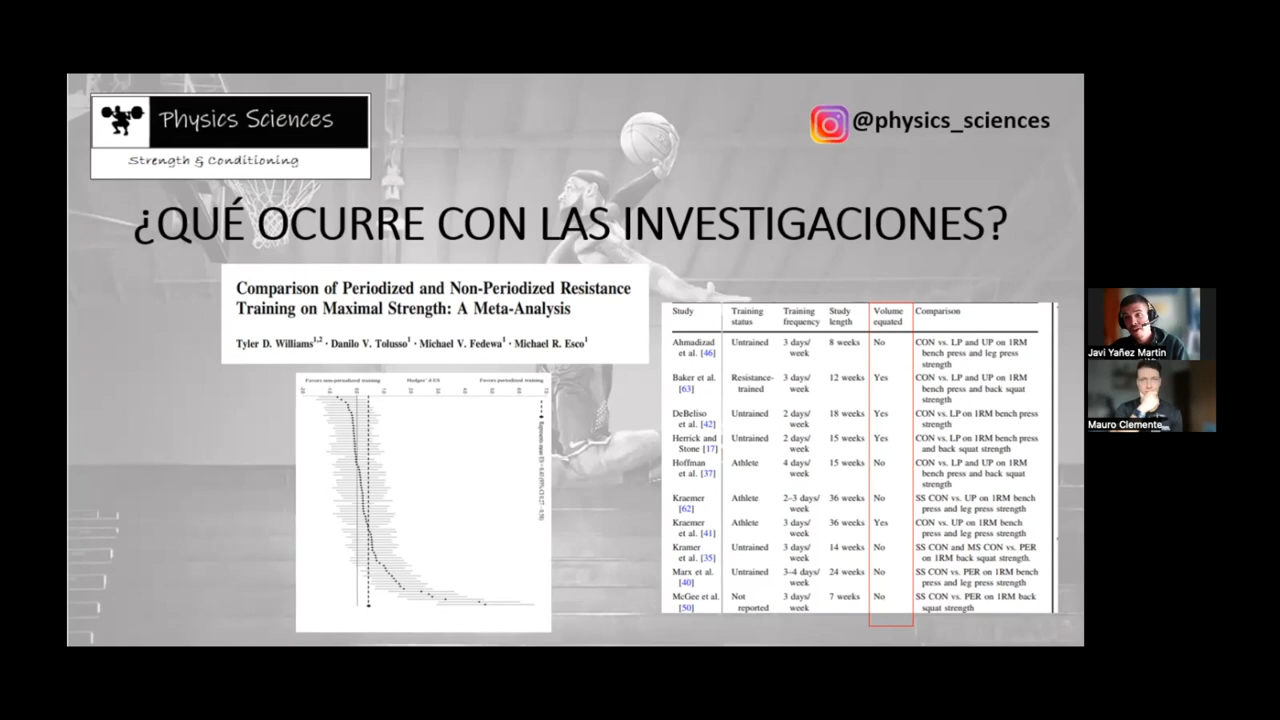 Physics Sciences
Strength & Conditioning
@physics_sciences
¿QUÉ OCURRE CON LAS INVESTIGACIONES?
Comparison of Periodized and Non-Periodized Resistance
Training on Maximal Strength: A Meta-Analysis
Tyler D. Williams1,2 · Danilo V. Tolusso1 · Michael V. Fedewa1 · Michael R. Esco1
Favors non-periodized training Hedges' d ES Favors periodized training
Study Training status Training frequency Study length Volume equated Comparison
Ahmadizad et al. [46] Untrained 3 days/week 8 weeks No CON vs. LP and UP on 1RM bench press and leg press strength
Baker et al. [63] Resistance-trained 3 days/week 12 weeks Yes CON vs. LP and UP on 1RM bench press and back squat strength
DeBeliso et al. [42] Untrained 2 days/week 18 weeks Yes CON vs. LP on 1RM bench press strength
Herrick and Stone [17] Untrained 2 days/week 15 weeks Yes CON vs. LP on 1RM bench press and back squat strength
Hoffman et al. [37] Athlete 4 days/week 15 weeks No CON vs. LP and UP on 1RM bench press and back squat strength
Kraemer [62] Athlete 2–3 days/week 36 weeks No SS CON vs. UP on 1RM bench press and leg press strength
Kraemer et al. [41] Athlete 3 days/week 36 weeks Yes CON vs. UP on 1RM bench press and leg press strength
Kramer et al. [35] Untrained 3 days/week 14 weeks No SS CON and MS CON vs. PER on 1RM back squat strength.
Marx et al. [40] Untrained 3–4 days/week 24 weeks No SS CON vs. PER on 1RM bench press and leg press strength
McGee et al. [50] Not reported 3 days/week 7 weeks No SS CON vs. PER on 1RM back squat strength
Javi Yañez Martin
Mauro Clemente